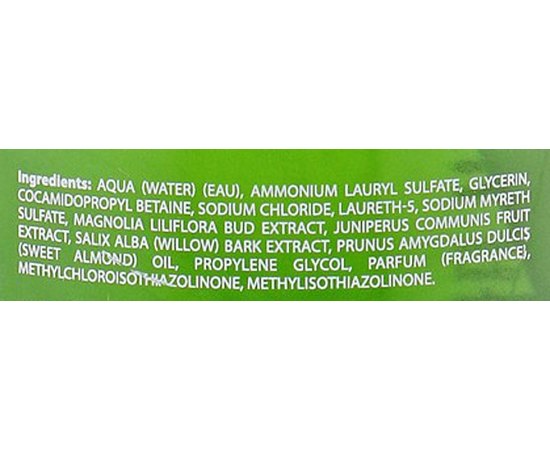 Ingredients: AQUA (WATER) (EAU), AMMONIUM LAURYL SULFATE, GLYCERIN,
COCAMIDOPROPYL BETAINE, SODIUM CHLORIDE, LAURETH-5, SODIUM MYRETH
SULFATE, MAGNOLIA LILIFLORA BUD EXTRACT, JUNIPERUS COMMUNIS FRUIT
EXTRACT, SALIX ALBA (WILLOW) BARK EXTRACT, PRUNUS AMYGDALUS DULCIS
(SWEET ALMOND) OIL, PROPYLENE GLYCOL, PARFUM (FRAGRANCE),
METHYLCHLOROISOTHIAZOLINONE, METHYLISOTHIAZOLINONE.